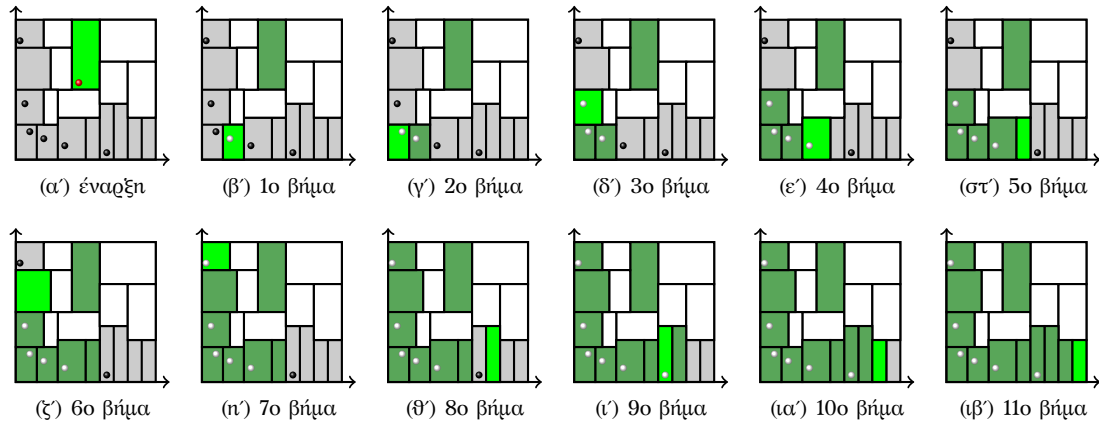 (α′) έναρξη (β′) 1ο βήμα (γ′) 2ο βήμα (δ′) 3ο βήμα (ε′) 4ο βήμα (στ′) 5ο βήμα
(ζ′) 6ο βήμα (η′) 7ο βήμα (θ′) 8ο βήμα (ι′) 9ο βήμα (ια′) 10ο βήμα (ιβ′) 11ο βήμα